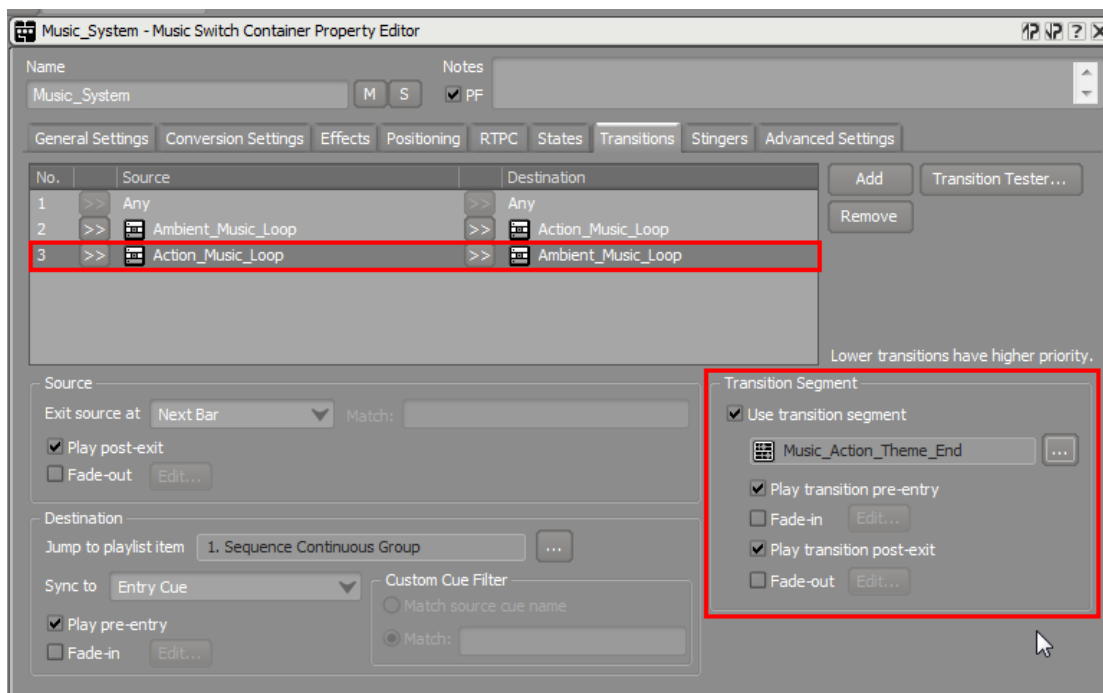 Music_System - Music Switch Container Property Editor
Name
Notes
Music_System
M
S
PF
General Settings Conversion Settings Effects Positioning RTPC States Transitions Stingers Advanced Settings
No. Source Destination
Add
Transition Tester...
1 >> Any >> Any
Remove
2 >> Ambient_Music_Loop >> Action_Music_Loop
3 >> Action_Music_Loop >> Ambient_Music_Loop
Lower transitions have higher priority.
Source
Exit source at Next Bar Match:
Play post-exit
Fade-out Edit...
Destination
Jump to playlist item 1. Sequence Continuous Group ...
Sync to Entry Cue
Custom Cue Filter
Match source cue name
Match:
Play pre-entry
Fade-in Edit...
Transition Segment
Use transition segment
Music_Action_Theme_End ...
Play transition pre-entry
Fade-in Edit...
Play transition post-exit
Fade-out Edit...